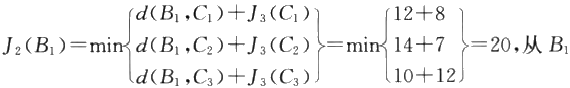 d(B₁,C₁)+J₃(C₁) 12+8
J₂(B₁)=min{d(B₁,C₂)+J₃(C₂)}=min{14+7}=20,从 B₁
d(B₁,C₃)+J₃(C₃) 10+12